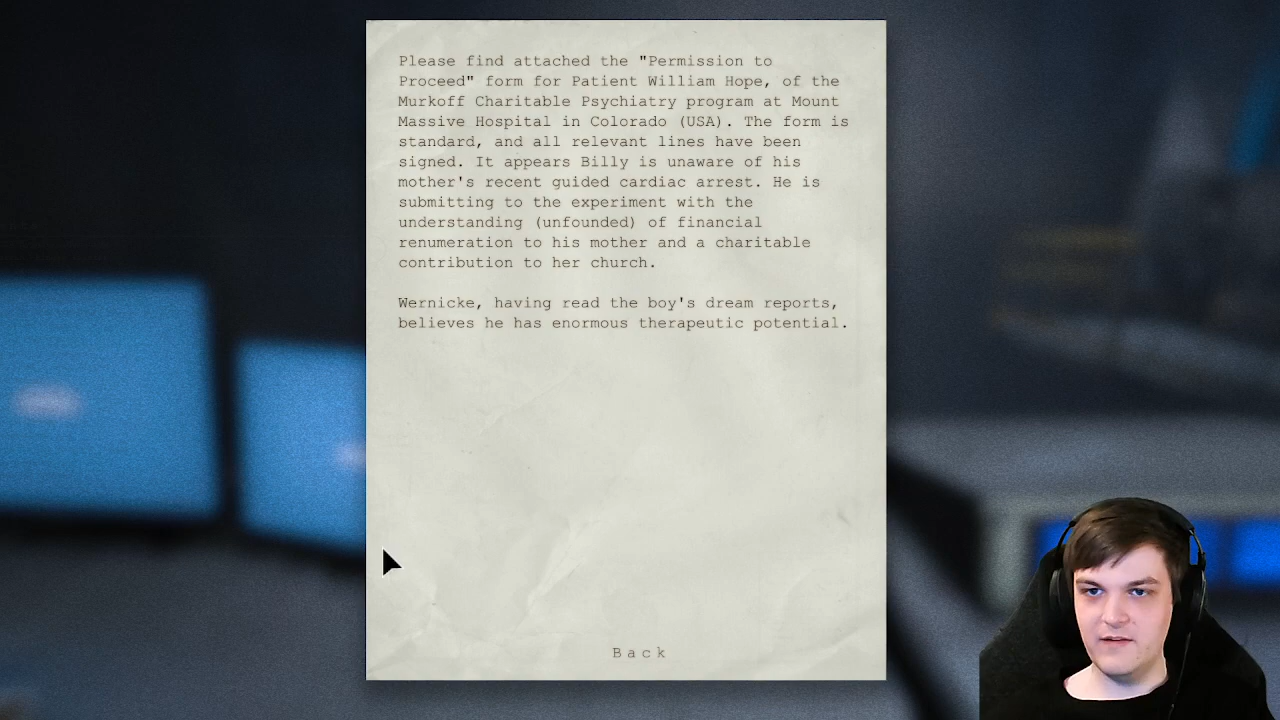 Please find attached the "Permission to
Proceed" form for Patient William Hope, of the
Murkoff Charitable Psychiatry program at Mount
Massive Hospital in Colorado (USA). The form is
standard, and all relevant lines have been
signed. It appears Billy is unaware of his
mother's recent guided cardiac arrest. He is
submitting to the experiment with the
understanding (unfounded) of financial
renumeration to his mother and a charitable
contribution to her church.
Wernicke, having read the boy's dream reports,
believes he has enormous therapeutic potential.
Back